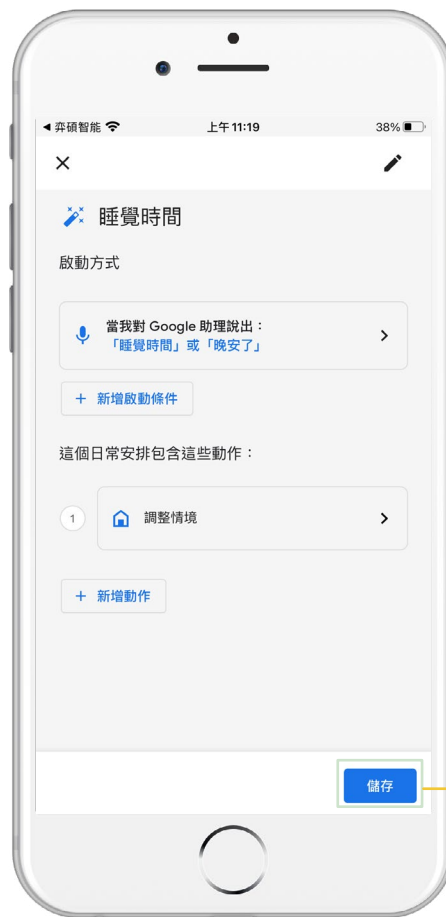 ◀ 弈碩智能 上午11:19 38%
睡覺時間
啟動方式
當我對 Google 助理說出：
「睡覺時間」或「晚安了」
+ 新增啟動條件
這個日常安排包含這些動作：
1 調整情境
+ 新增動作
儲存